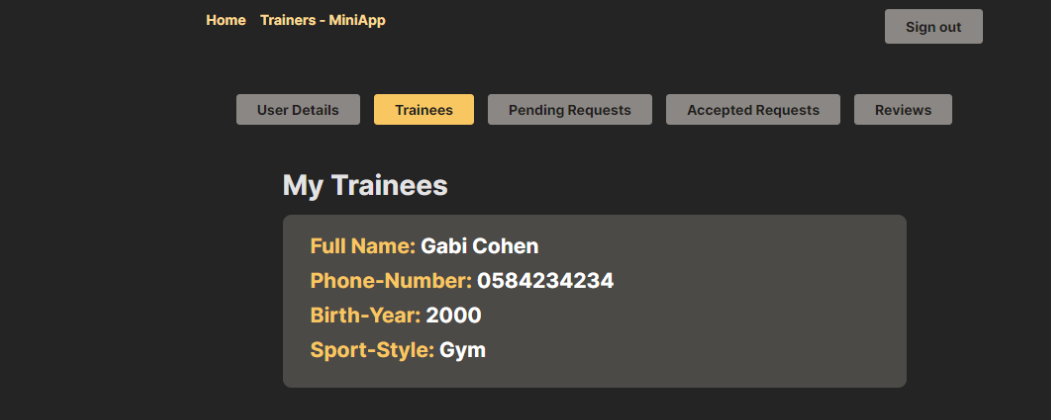 Home Trainers - MiniApp Sign out
User Details Trainees Pending Requests Accepted Requests Reviews
My Trainees
Full Name: Gabi Cohen
Phone-Number: 0584234234
Birth-Year: 2000
Sport-Style: Gym